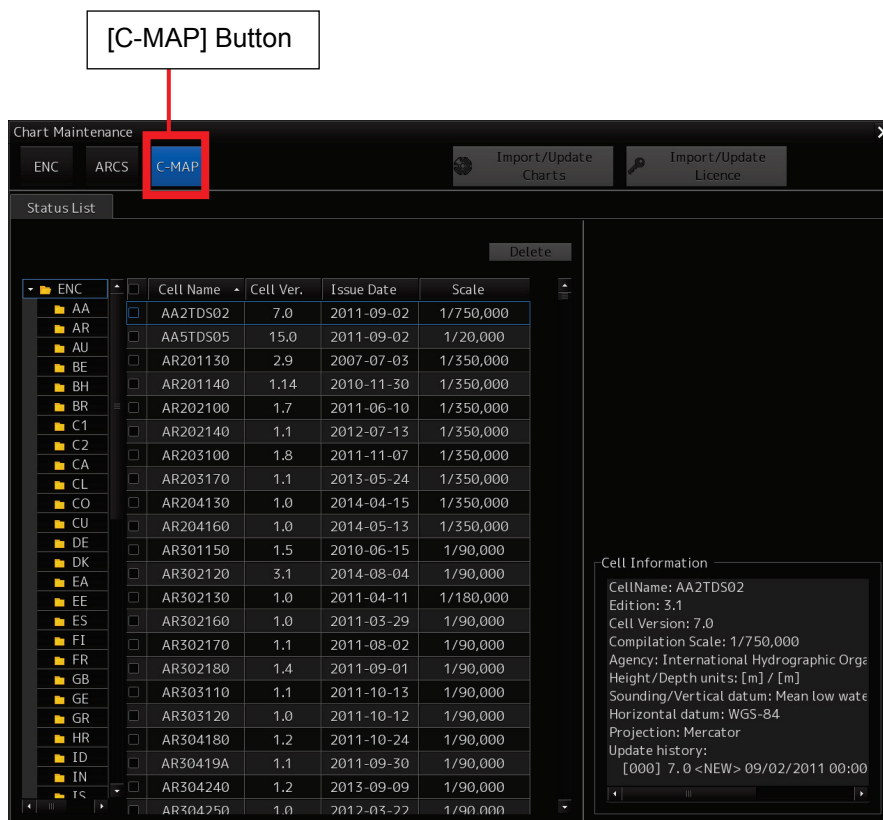 [C-MAP] Button
Chart Maintenance
ENC ARCS C-MAP Import/Update Charts Import/Update Licence
Status List
Delete
ENC
AA
AR
AU
BE
BH
BR
C1
C2
CA
CL
CO
CU
DE
DK
EA
EE
ES
FI
FR
GB
GE
GR
HR
ID
IN
IS
Cell Name Cell Ver. Issue Date Scale
AA2TDS02 7.0 2011-09-02 1/750,000
AA5TDS05 15.0 2011-09-02 1/20,000
AR201130 2.9 2007-07-03 1/350,000
AR201140 1.14 2010-11-30 1/350,000
AR202100 1.7 2011-06-10 1/350,000
AR202140 1.1 2012-07-13 1/350,000
AR203100 1.8 2011-11-07 1/350,000
AR203170 1.1 2013-05-24 1/350,000
AR204130 1.0 2014-04-15 1/350,000
AR204160 1.0 2014-05-13 1/350,000
AR301150 1.5 2010-06-15 1/90,000
AR302120 3.1 2014-08-04 1/90,000
AR302130 1.0 2011-04-11 1/180,000
AR302160 1.0 2011-03-29 1/90,000
AR302170 1.1 2011-08-02 1/90,000
AR302180 1.4 2011-09-01 1/90,000
AR303110 1.1 2011-10-13 1/90,000
AR303120 1.0 2011-10-12 1/90,000
AR304180 1.2 2011-10-24 1/90,000
AR30419A 1.1 2011-09-30 1/90,000
AR304240 1.2 2013-09-09 1/90,000
AR304250 1.0 2012-03-22 1/90,000
Cell Information
CellName: AA2TDS02
Edition: 3.1
Cell Version: 7.0
Compilation Scale: 1/750,000
Agency: International Hydrographic Orga
Height/Depth units: [m] / [m]
Sounding/Vertical datum: Mean low wate
Horizontal datum: WGS-84
Projection: Mercator
Update history:
[000] 7.0 <NEW> 09/02/2011 00:00